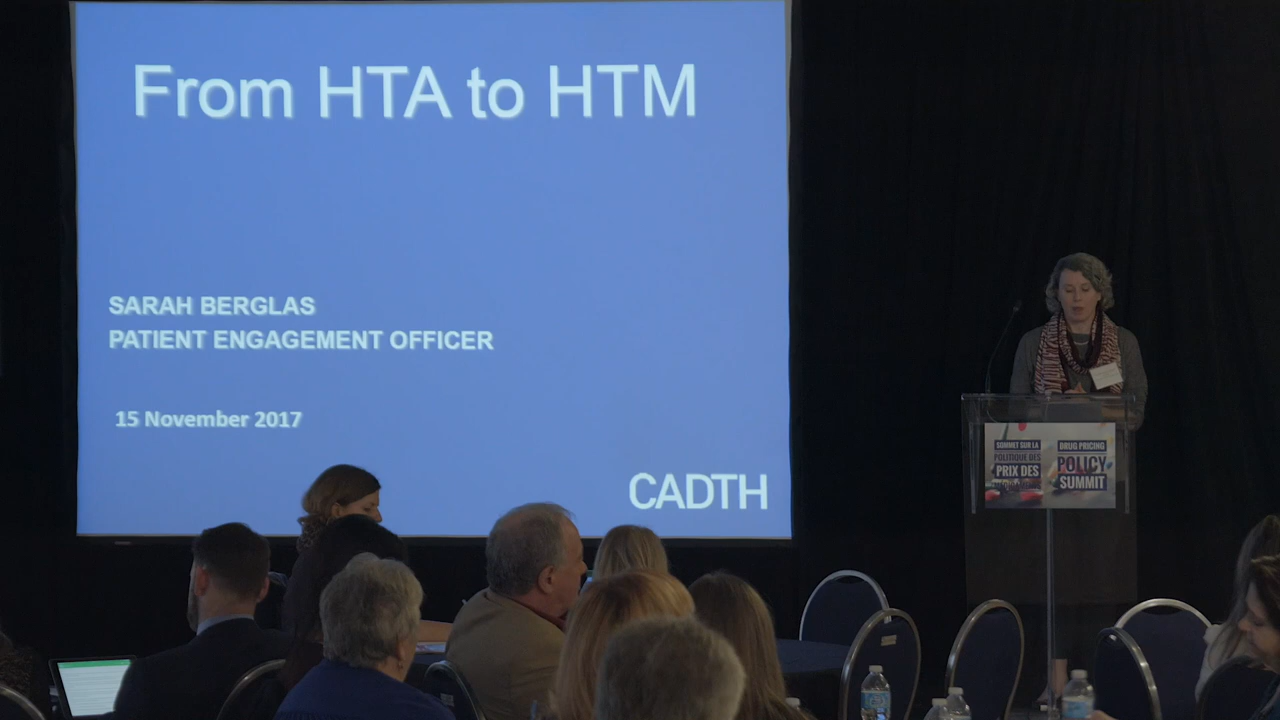 From HTA to HTM
SARAH BERGLAS
PATIENT ENGAGEMENT OFFICER
15 November 2017
CADTH
SOMMET SUR LA
POLITIQUE DES
PRIX DES
DRUG PRICING
POLICY
SUMMIT